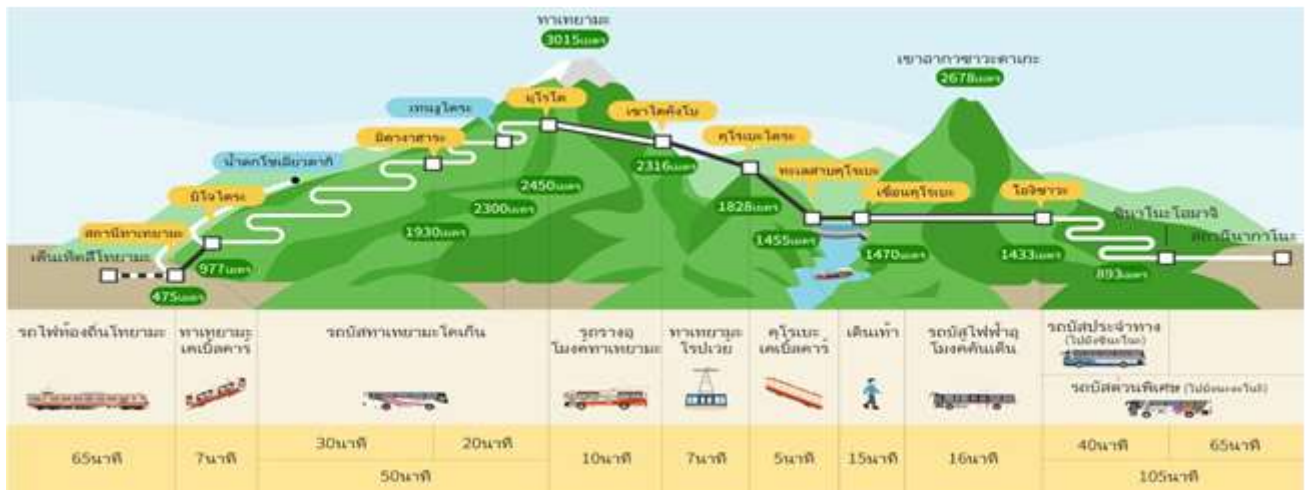 ทาเทยามะ
3015เมตร
เขาอากาซาวะดาเกะ
2678เมตร
มุโรโด
เทนงูไดระ
เขาไดคังโบ
มิดางาฮาระ
คุโรเบะไดระ
น้ำตกโชเมียวดากิ
2316เมตร
ทะเลสาบคุโรเบะ
2450เมตร
บิโจไดระ
เขื่อนคุโรเบะ
โอกิซาวะ
2300เมตร
1828เมตร
ชินาโนะโอมาจิ
1930เมตร
สถานีทาเทยามะ
สถานีนากาโนะ
1455เมตร
1470เมตร
1433เมตร
977เมตร
893เมตร
475เมตร
รถไฟท้องถิ่นโทยามะ
ทาเทยามะ
เคเบิ้ลคาร์
รถบัสทาเทยามะโคเก็น
รถรางอุ
โมงคทาเทยามะ
ทาเทยามะ
โรปเวย
คุโรเบะ
เคเบิ้ลคาร์
เดินเท้า
รถบัสไฟฟ้าอุ
โมงคคันเด็น
รถบัสประจำทาง
รถบัสด่วนพิเศษ
65นาที
7นาที
30นาที
20นาที
50นาที
10นาที
7นาที
5นาที
15นาที
16นาที
40นาที
65นาที
105นาที